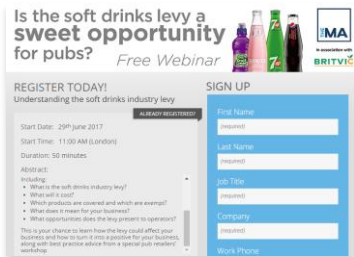 Is the soft drinks levy a
sweet opportunity
for pubs?
Free Webinar
MA
in association with
BRITVIC
REGISTER TODAY!
Understanding the soft drinks industry levy
ALREADY REGISTERED?
Start Date: 29th June 2017
Start Time: 11:00 AM (London)
Duration: 50 minutes
Abstract:
Including:
• What is the soft drinks industry levy?
• What will it cost?
• Which products are covered and which are exempt?
• What does it mean for your business?
• What opportunities does the levy present to operators?
This is your chance to learn how the levy could affect your
business and how to turn it into a positive for your business,
along with best practice advice from a special pub retailers'
workshop
SIGN UP
First Name
(required)
Last Name
(required)
Job Title
(required)
Company
(required)
Work Phone